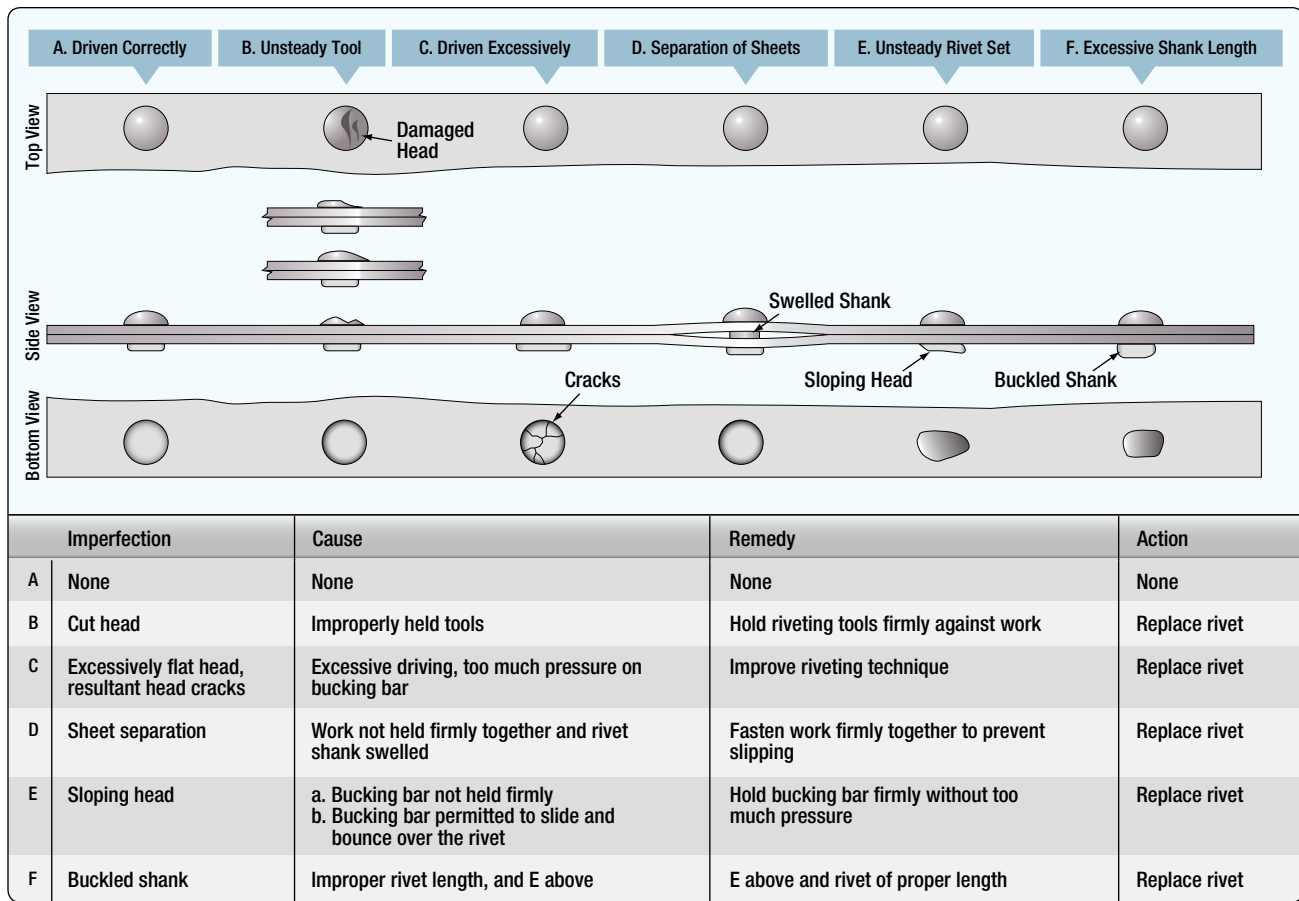 A. Driven Correctly
B. Unsteady Tool
C. Driven Excessively
D. Separation of Sheets
E. Unsteady Rivet Set
F. Excessive Shank Length
Top View
Damaged
Head
Side View
Swelled Shank
Sloping Head
Buckled Shank
Bottom View
Cracks
Imperfection
Cause
Remedy
Action
A
None
None
None
None
B
Cut head
Improperly held tools
Hold riveting tools firmly against work
Replace rivet
C
Excessively flat head,
resultant head cracks
Excessive driving, too much pressure on
bucking bar
Improve riveting technique
Replace rivet
D
Sheet separation
Work not held firmly together and rivet
shank swelled
Fasten work firmly together to prevent
slipping
Replace rivet
E
Sloping head
a. Bucking bar not held firmly
b. Bucking bar permitted to slide and
bounce over the rivet
Hold bucking bar firmly without too
much pressure
Replace rivet
F
Buckled shank
Improper rivet length, and E above
E above and rivet of proper length
Replace rivet